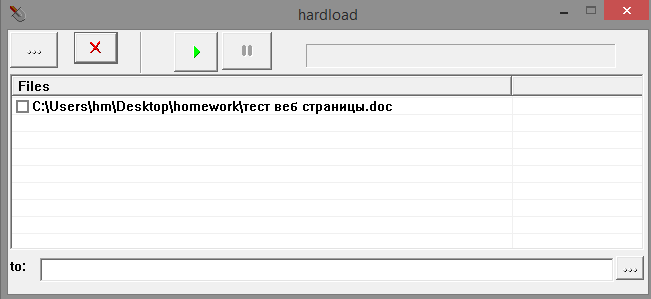 hardload
...
Files
C:\Users\hm\Desktop\homework\тест веб страницы.doc
to:
...